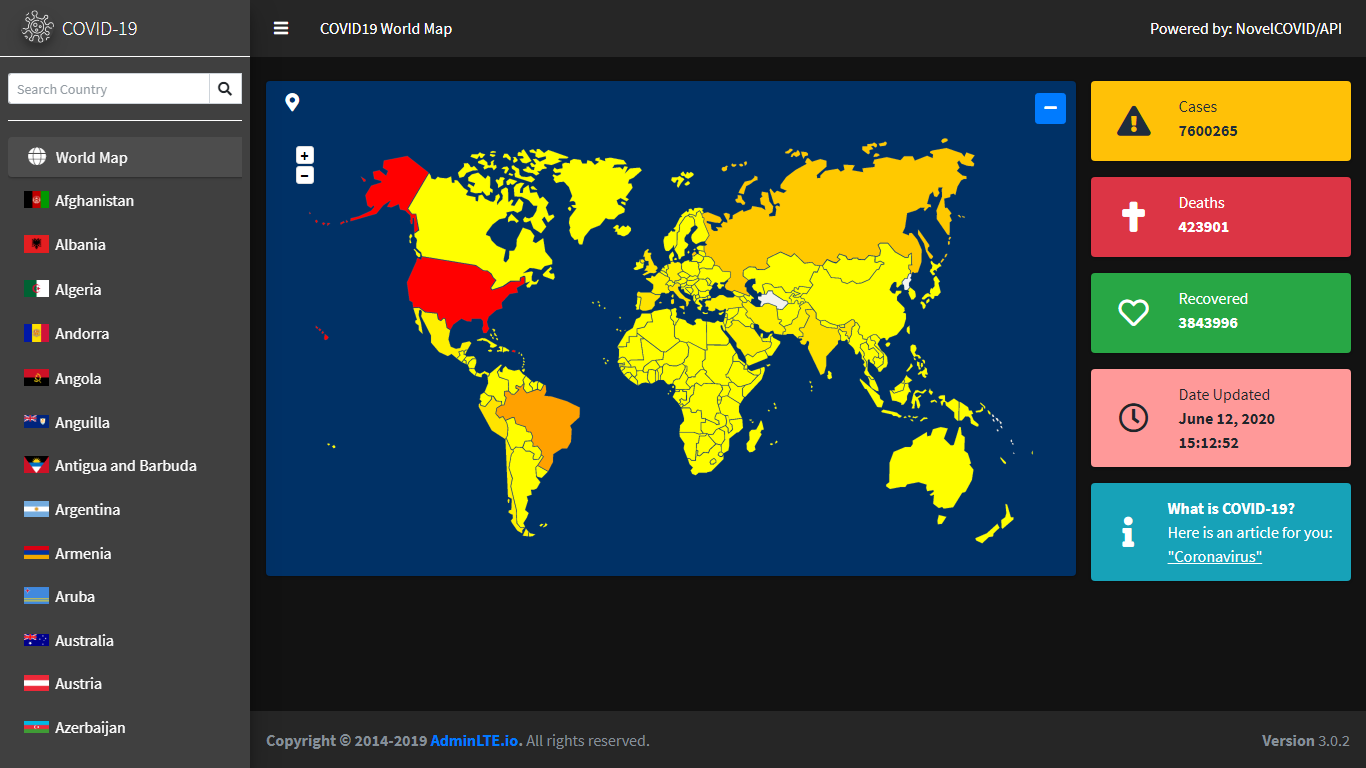 COVID-19
COVID19 World Map
Powered by: NovelCOVID/API
Search Country
World Map
Afghanistan
Albania
Algeria
Andorra
Angola
Anguilla
Antigua and Barbuda
Argentina
Armenia
Aruba
Australia
Austria
Azerbaijan
+
−
−
Cases
7600265
Deaths
423901
Recovered
3843996
Date Updated
June 12, 2020
15:12:52
What is COVID-19?
Here is an article for you:
"Coronavirus"
Copyright © 2014-2019 AdminLTE.io. All rights reserved.
Version 3.0.2